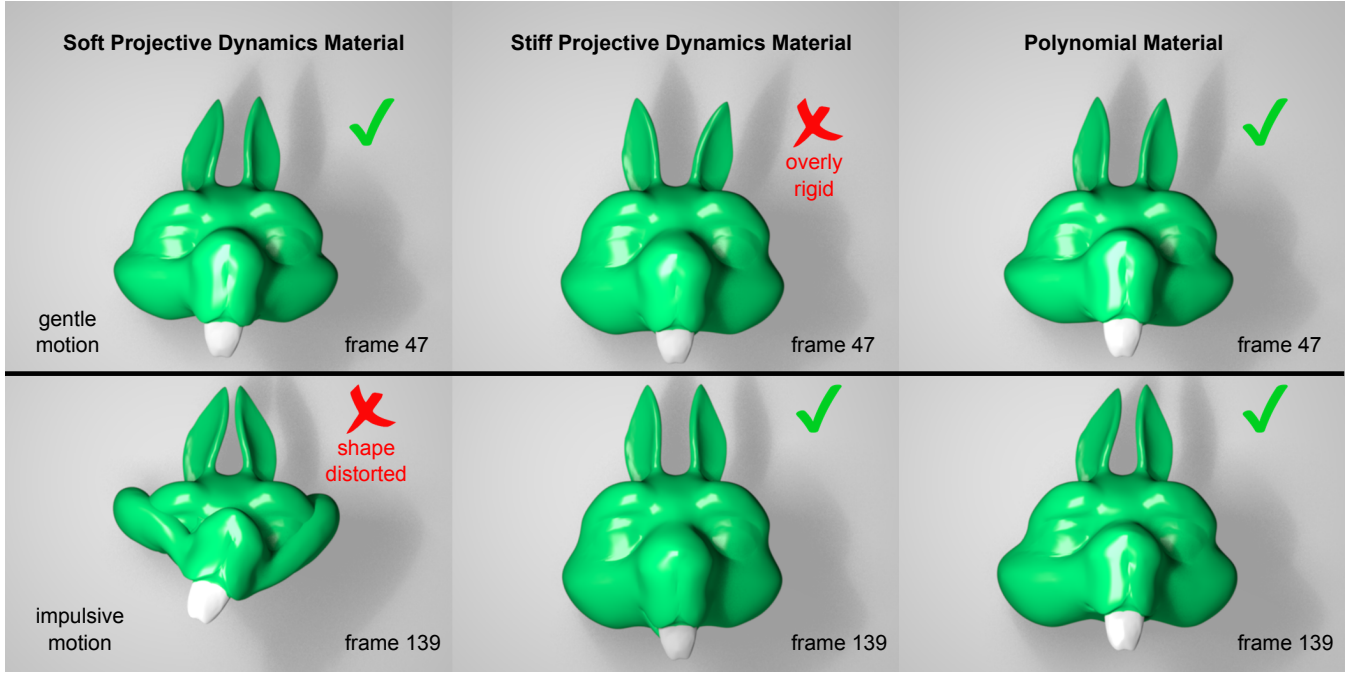 Soft Projective Dynamics Material
Stiff Projective Dynamics Material
Polynomial Material
overly
rigid
gentle
motion
frame 47
frame 47
frame 47
shape
distorted
impulsive
motion
frame 139
frame 139
frame 139